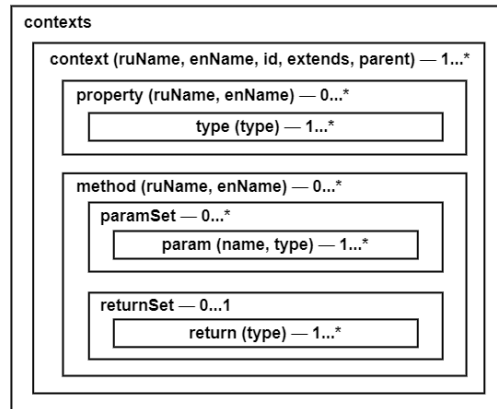 contexts
context (ruName, enName, id, extends, parent) — 1...*
property (ruName, enName) — 0...*
type (type) — 1...*
method (ruName, enName) — 0...*
paramSet — 0...*
param (name, type) — 1...*
returnSet — 0...1
return (type) — 1...*